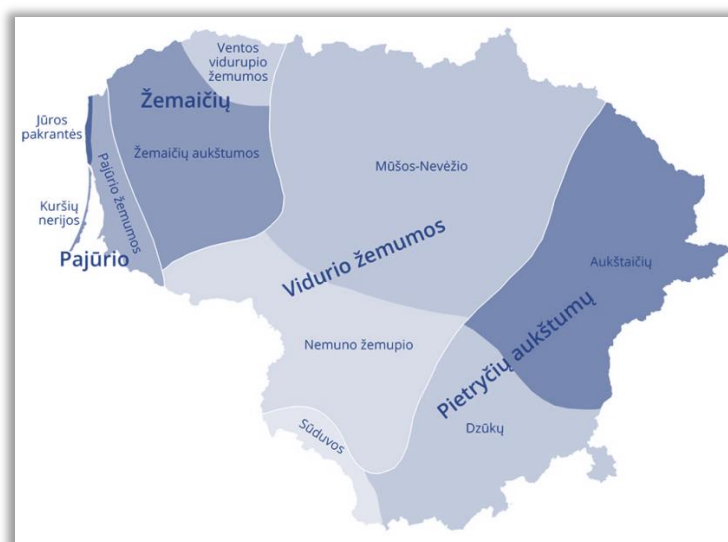 Ventos
vidurupio
žemumos
Žemaičių
Jūros
pakrantės
Žemaičių aukštumos
Pajūrio žemumos
Mūšos-Nevėžio
Kuršių
nerijos
Pajūrio
Vidurio žemumos
Aukštaičių
Nemuno žemupio
Pietryčių aukštumų
Sūduvos
Dzūkų